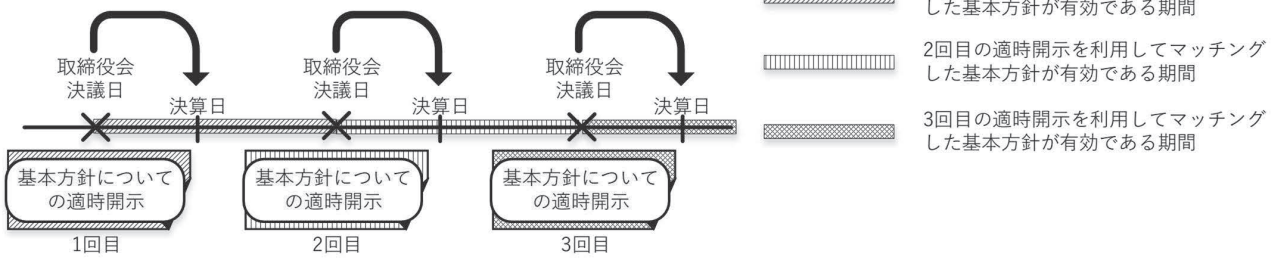 取締役会
決議日
決算日
取締役会
決議日
決算日
取締役会
決議日
決算日
基本方針について
の適時開示
1回目
基本方針について
の適時開示
2回目
基本方針について
の適時開示
3回目
した基本方針が有効である期間
2回目の適時開示を利用してマッチング
した基本方針が有効である期間
3回目の適時開示を利用してマッチング
した基本方針が有効である期間